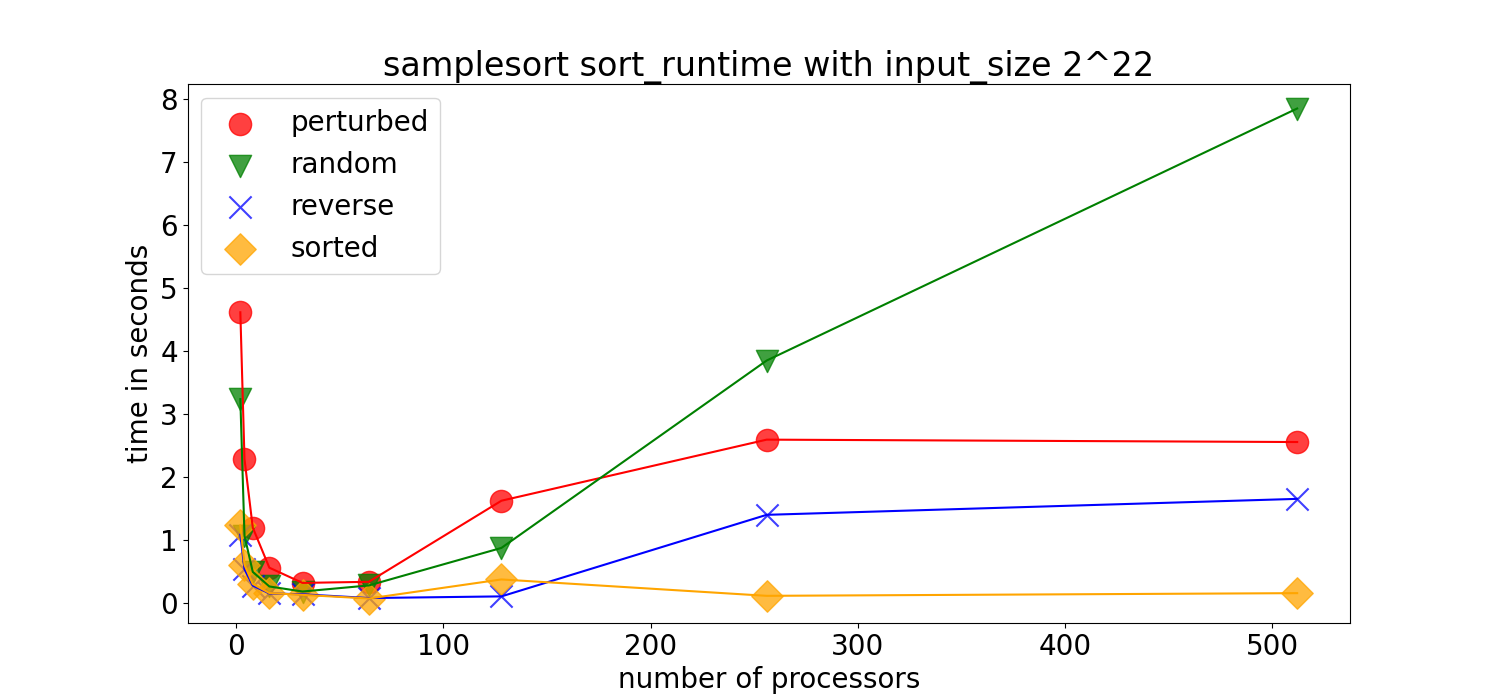 samplesort sort_runtime with input_size 2^22
perturbed
random
reverse
sorted
time in seconds
8
7
6
5
4
3
2
1
0
0 100 200 300 400 500
number of processors